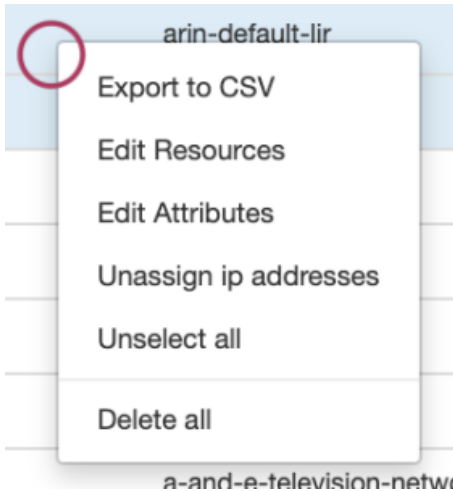 arin-default-lir
Export to CSV
Edit Resources
Edit Attributes
Unassign ip addresses
Unselect all
Delete all
a-and-e-television-netwo